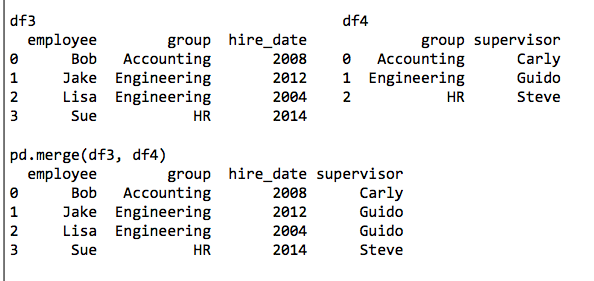 df3                                  df4
  employee        group  hire_date            group supervisor
0      Bob   Accounting       2008   0   Accounting      Carly
1     Jake  Engineering       2012   1  Engineering      Guido
2     Lisa  Engineering       2004   2           HR      Steve
3      Sue           HR       2014
pd.merge(df3, df4)
  employee        group  hire_date supervisor
0      Bob   Accounting       2008      Carly
1     Jake  Engineering       2012      Guido
2     Lisa  Engineering       2004      Guido
3      Sue           HR       2014      Steve